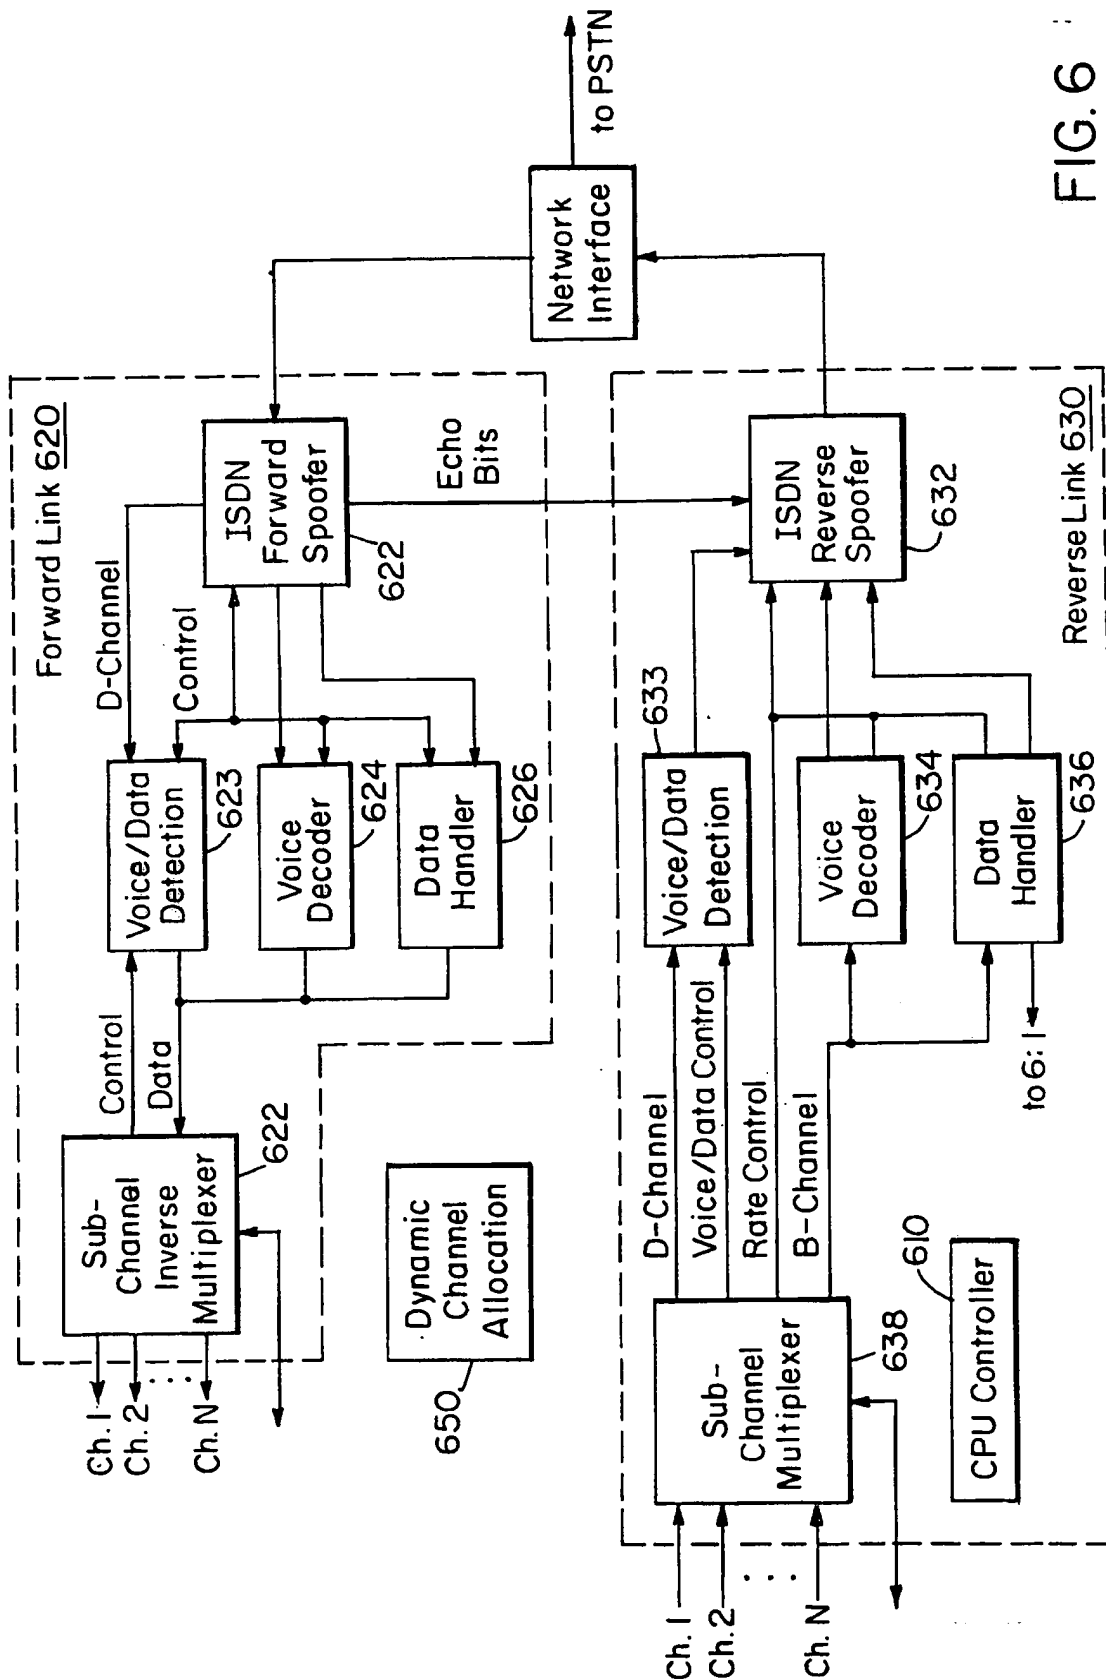 Forward Link 620
D-Channel
Control
ISDN
Forward
Spoofer
622
Echo
Bits
Voice/Data
Detection
623
Voice
Decoder
624
Data
Handler
626
Control
Data
Sub-
Channel
Inverse
Multiplexer
622
Ch. 1
Ch. 2
...
Ch. N
Dynamic
Channel
Allocation
650
Network
Interface
to PSTN
Reverse Link 630
ISDN
Reverse
Spoofer
632
Voice/Data
Detection
633
Voice
Decoder
634
Data
Handler
636
to 6:1
D-Channel
Voice/Data Control
Rate Control
B-Channel
Sub-
Channel
Multiplexer
638
Ch. 1
Ch. 2
...
Ch. N
CPU Controller
610
FIG. 6